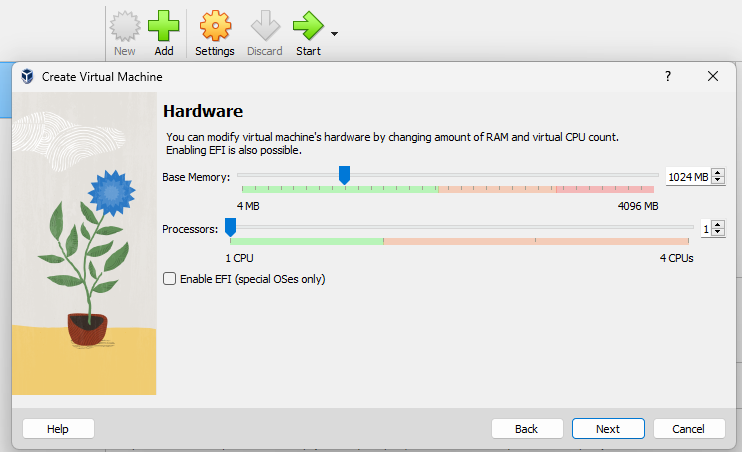 New
Add
Settings
Discard
Start
Create Virtual Machine
?
Hardware
You can modify virtual machine's hardware by changing amount of RAM and virtual CPU count.
Enabling EFI is also possible.
Base Memory:
1024 MB
4 MB
4096 MB
Processors:
1
1 CPU
4 CPUs
Enable EFI (special OSes only)
Help
Back
Next
Cancel